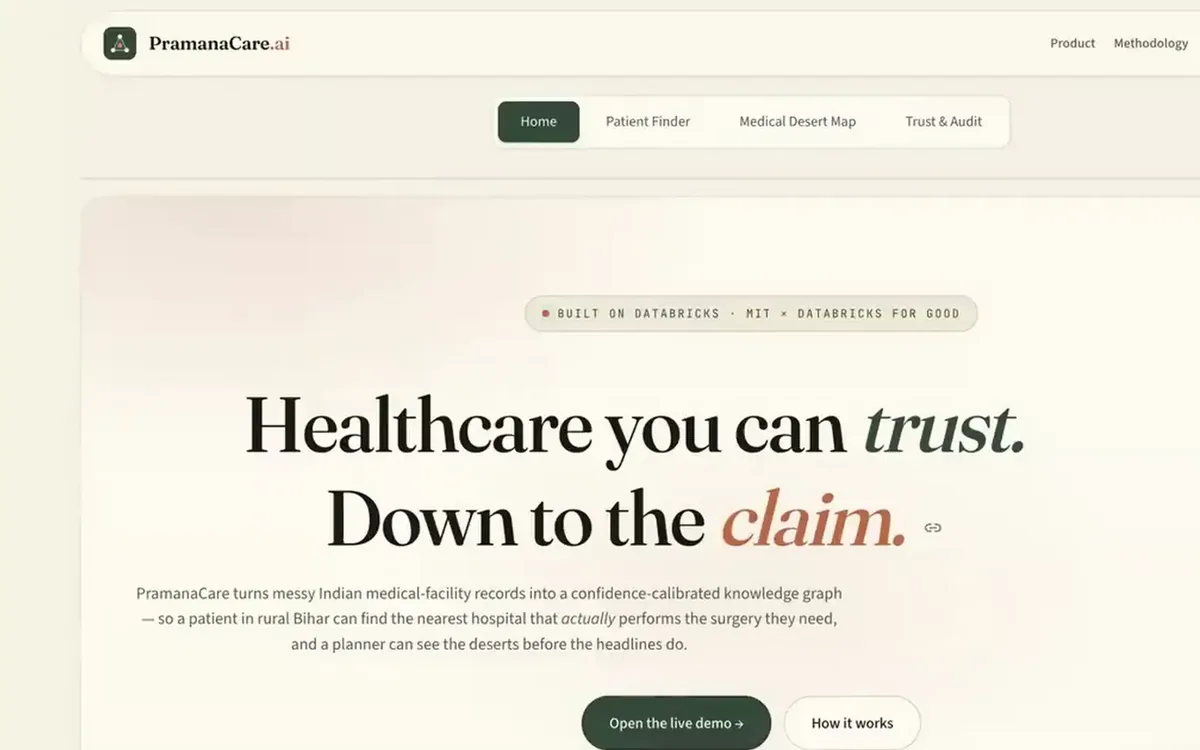 PramanaCare.ai
Product Methodology
Home Patient Finder Medical Desert Map Trust & Audit
BUILT ON DATABRICKS · MIT × DATABRICKS FOR GOOD
Healthcare you can trust.
Down to the claim.
PramanaCare turns messy Indian medical-facility records into a confidence-calibrated knowledge graph
— so a patient in rural Bihar can find the nearest hospital that actually performs the surgery they need,
and a planner can see the deserts before the headlines do.
Open the live demo → How it works